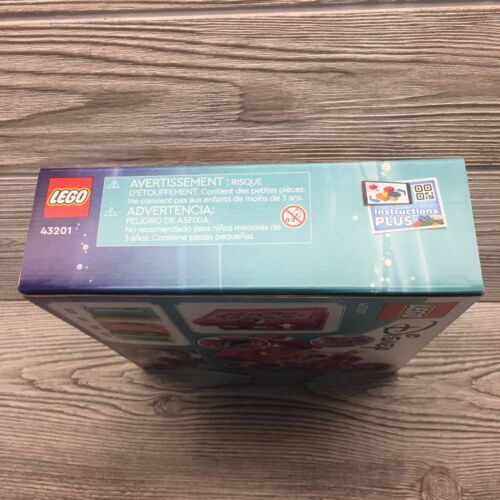 LEGO
43201
AVERTISSEMENT : RISQUE
D'ÉTOUFFEMENT. Contient des petites pièces.
Ne convient pas aux enfants de moins de 3 ans.
ADVERTENCIA:
PELIGRO DE ASFIXIA.
No recomendado para niños menores de
3 años. Contiene piezas pequeñas.
Instructions
PLUS
LEGO
Disney